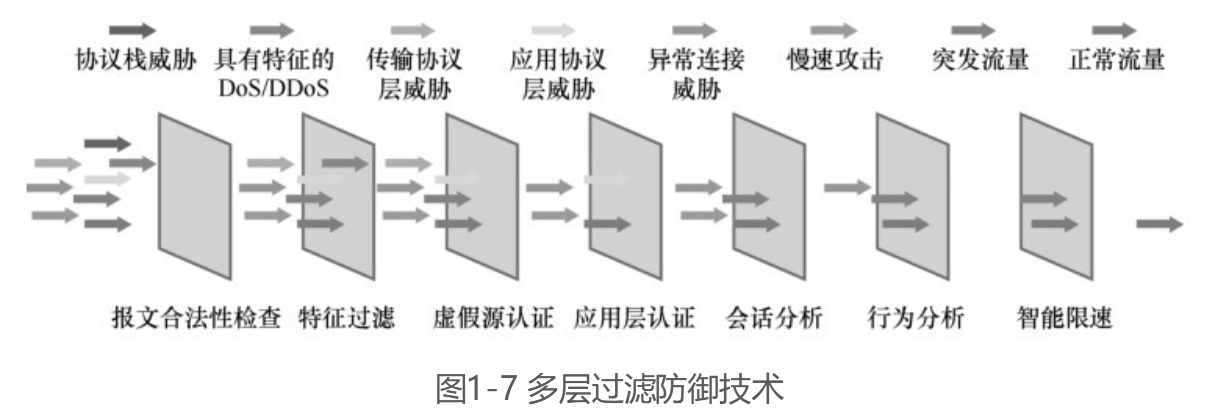 协议栈威胁 具有特征的 传输协议 应用协议 异常连接 慢速攻击 突发流量 正常流量
DoS/DDoS 层威胁 层威胁 威胁
报文合法性检查 特征过滤 虚假源认证 应用层认证 会话分析 行为分析 智能限速
图1-7 多层过滤防御技术